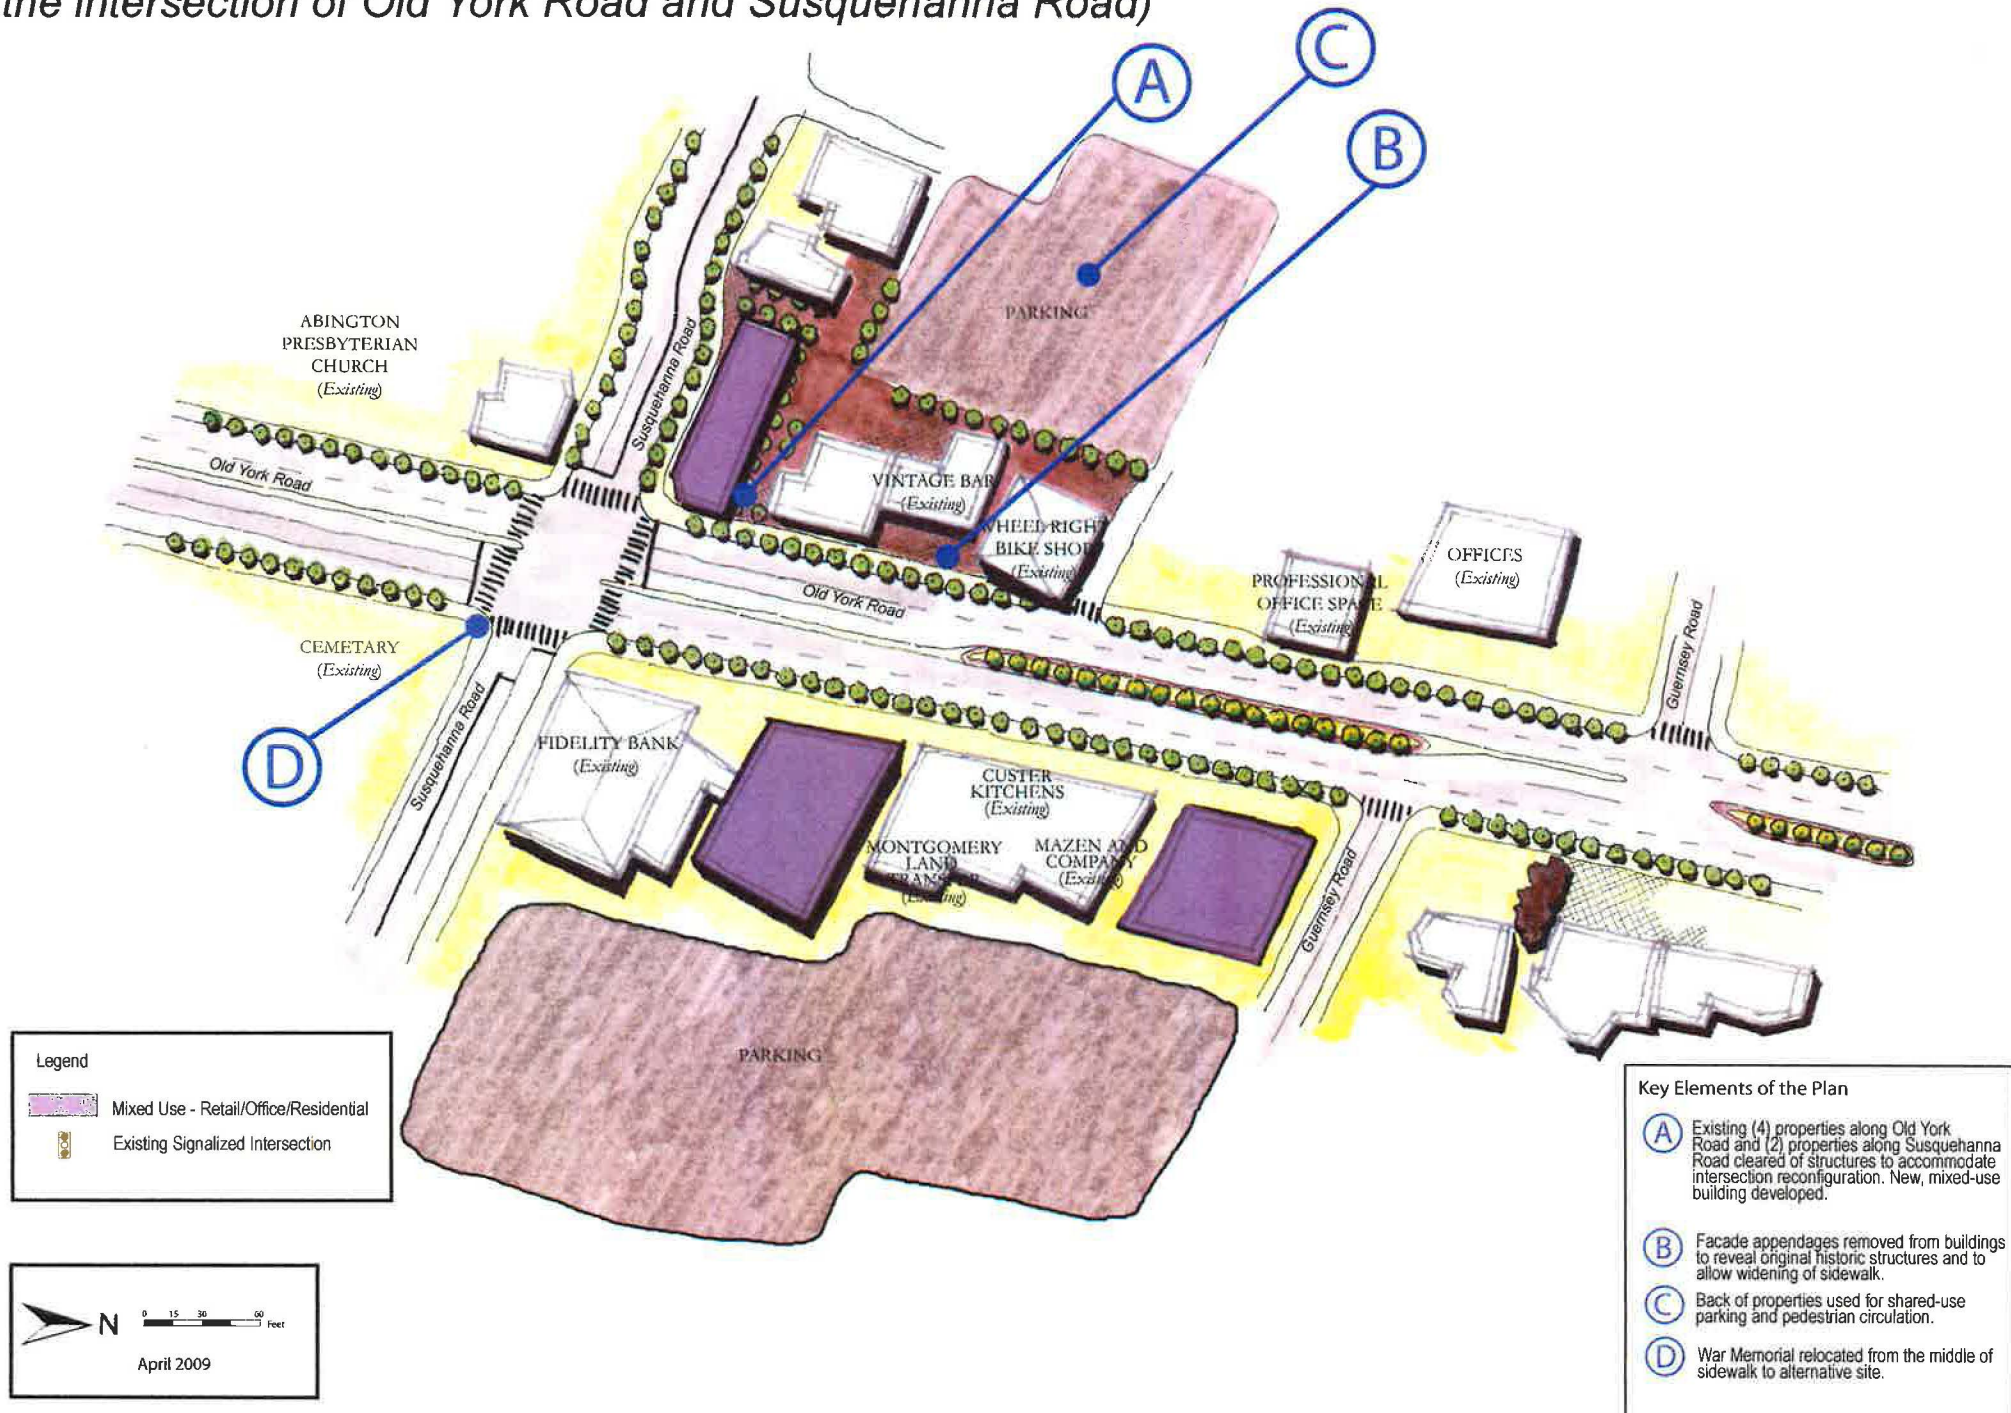 the intersection of Old York Road and Susquehanna Road)
A
C
B
ABINGTON
PRESBYTERIAN
CHURCH
(Existing)
Susquehanna Road
PARKING
Old York Road
VINTAGE BAR
(Existing)
WHEEL RIGHT
BIKE SHOP
(Existing)
OFFICES
(Existing)
PROFESSIONAL
OFFICE SPACE
(Existing)
Old York Road
Guernsey Road
CEMETARY
(Existing)
D
Susquehanna Road
FIDELITY BANK
(Existing)
CUSTER
KITCHENS
(Existing)
MONTGOMERY
LAND
TRANSFER
(Existing)
MAZEN AND
COMPANY
(Existing)
Guernsey Road
PARKING
Legend
Mixed Use - Retail/Office/Residential
Existing Signalized Intersection
N
0 15 30 60
Feet
April 2009
Key Elements of the Plan
A
Existing (4) properties along Old York
Road and (2) properties along Susquehanna
Road cleared of structures to accommodate
intersection reconfiguration. New, mixed-use
building developed.
B
Facade appendages removed from buildings
to reveal original historic structures and to
allow widening of sidewalk.
C
Back of properties used for shared-use
parking and pedestrian circulation.
D
War Memorial relocated from the middle of
sidewalk to alternative site.